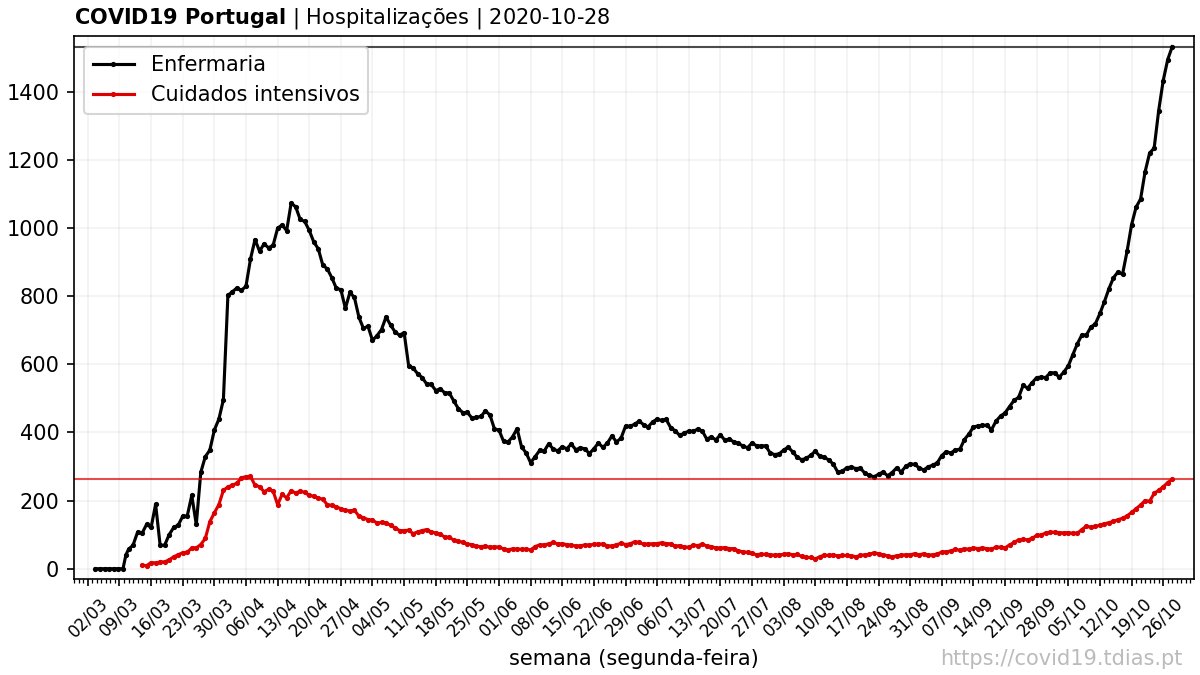 COVID19 Portugal | Hospitalizações | 2020-10-28
Enfermaria
Cuidados intensivos
1400
1200
1000
800
600
400
200
0
02/03 09/03 16/03 23/03 30/03 06/04 13/04 20/04 27/04 04/05 11/05 18/05 25/05 01/06 08/06 15/06 22/06 29/06 06/07 13/07 20/07 27/07 03/08 10/08 17/08 24/08 31/08 07/09 14/09 21/09 28/09 05/10 12/10 19/10 26/10
semana (segunda-feira)
https://covid19.tdias.pt